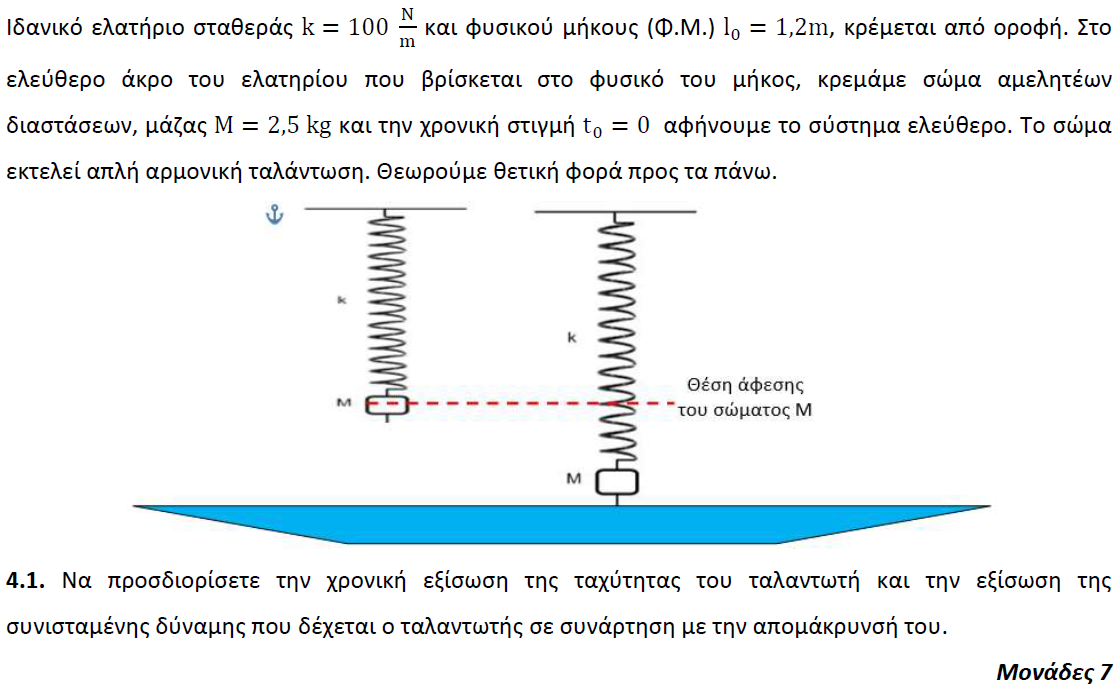 Ιδανικό ελατήριο σταθεράς k = 100 N/m και φυσικού μήκους (Φ.Μ.) l₀ = 1,2m, κρέμεται από οροφή. Στο
ελεύθερο άκρο του ελατηρίου που βρίσκεται στο φυσικό του μήκος, κρεμάμε σώμα αμελητέων
διαστάσεων, μάζας M = 2,5 kg και την χρονική στιγμή t₀ = 0 αφήνουμε το σύστημα ελεύθερο. Το σώμα
εκτελεί απλή αρμονική ταλάντωση. Θεωρούμε θετική φορά προς τα πάνω.
k
k
M
Θέση άφεσης
του σώματος M
M
4.1. Να προσδιορίσετε την χρονική εξίσωση της ταχύτητας του ταλαντωτή και την εξίσωση της
συνισταμένης δύναμης που δέχεται ο ταλαντωτής σε συνάρτηση με την απομάκρυνσή του.
Μονάδες 7